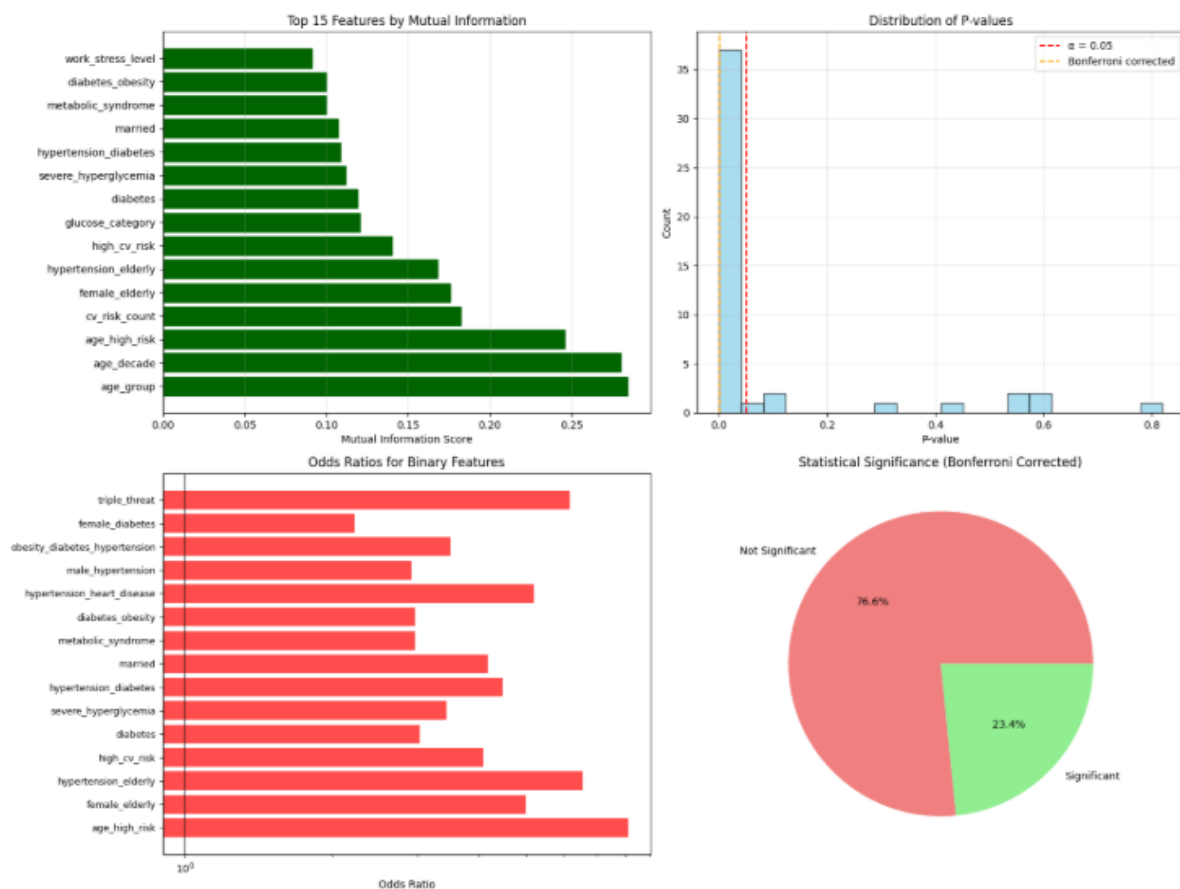 Top 15 Features by Mutual Information
work_stress_level
diabetes_obesity
metabolic_syndrome
married
hypertension_diabetes
severe_hyperglycemia
diabetes
glucose_category
high_cv_risk
hypertension_elderly
female_elderly
cv_risk_count
age_high_risk
age_decade
age_group
0.00 0.05 0.10 0.15 0.20 0.25
Mutual Information Score
Distribution of P-values
α = 0.05
Bonferroni corrected
35
30
25
20
15
10
5
0
Count
0.0 0.2 0.4 0.6 0.8
P-value
Odds Ratios for Binary Features
triple_threat
female_diabetes
obesity_diabetes_hypertension
male_hypertension
hypertension_heart_disease
diabetes_obesity
metabolic_syndrome
married
hypertension_diabetes
severe_hyperglycemia
diabetes
high_cv_risk
hypertension_elderly
female_elderly
age_high_risk
10⁰
Odds Ratio
Statistical Significance (Bonferroni Corrected)
Not Significant
76.6%
23.4%
Significant